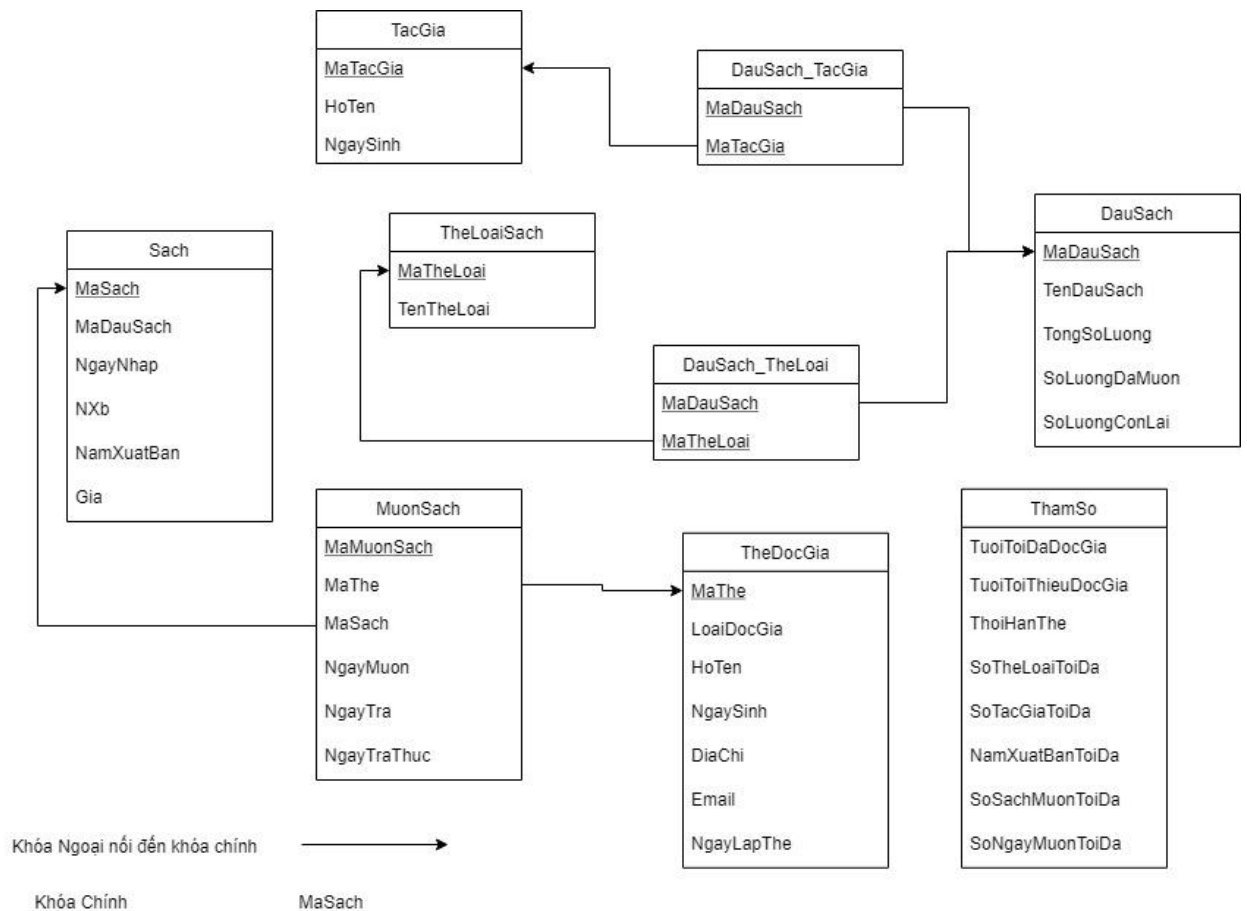 TacGia
MaTacGia
HoTen
NgaySinh
DauSach_TacGia
MaDauSach
MaTacGia
DauSach
MaDauSach
TenDauSach
TongSoLuong
SoLuongDaMuon
SoLuongConLai
TheLoaiSach
MaTheLoai
TenTheLoai
Sach
MaSach
MaDauSach
NgayNhap
NXb
NamXuatBan
Gia
DauSach_TheLoai
MaDauSach
MaTheLoai
MuonSach
MaMuonSach
MaThe
MaSach
NgayMuon
NgayTra
NgayTraThuc
TheDocGia
MaThe
LoaiDocGia
HoTen
NgaySinh
DiaChi
Email
NgayLapThe
ThamSo
TuoiToiDaDocGia
TuoiToiThieuDocGia
ThoiHanThe
SoTheLoaiToiDa
SoTacGiaToiDa
NamXuatBanToiDa
SoSachMuonToiDa
SoNgayMuonToiDa
Khóa Ngoại nối đến khóa chính
Khóa Chính MaSach